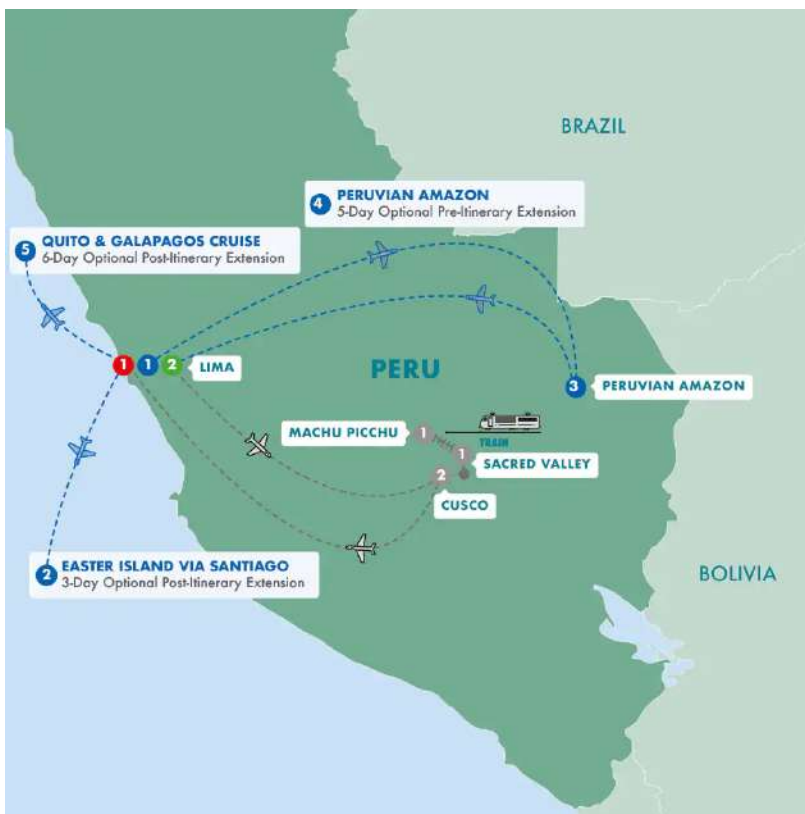 BRAZIL
4 PERUVIAN AMAZON
5-Day Optional Pre-Itinerary Extension
5 QUITO & GALAPAGOS CRUISE
6-Day Optional Post-Itinerary Extension
1 1 2 LIMA
PERU
3 PERUVIAN AMAZON
MACHU PICCHU 1
TRAIN
1 SACRED VALLEY
2
CUSCO
2 EASTER ISLAND VIA SANTIAGO
3-Day Optional Post-Itinerary Extension
BOLIVIA